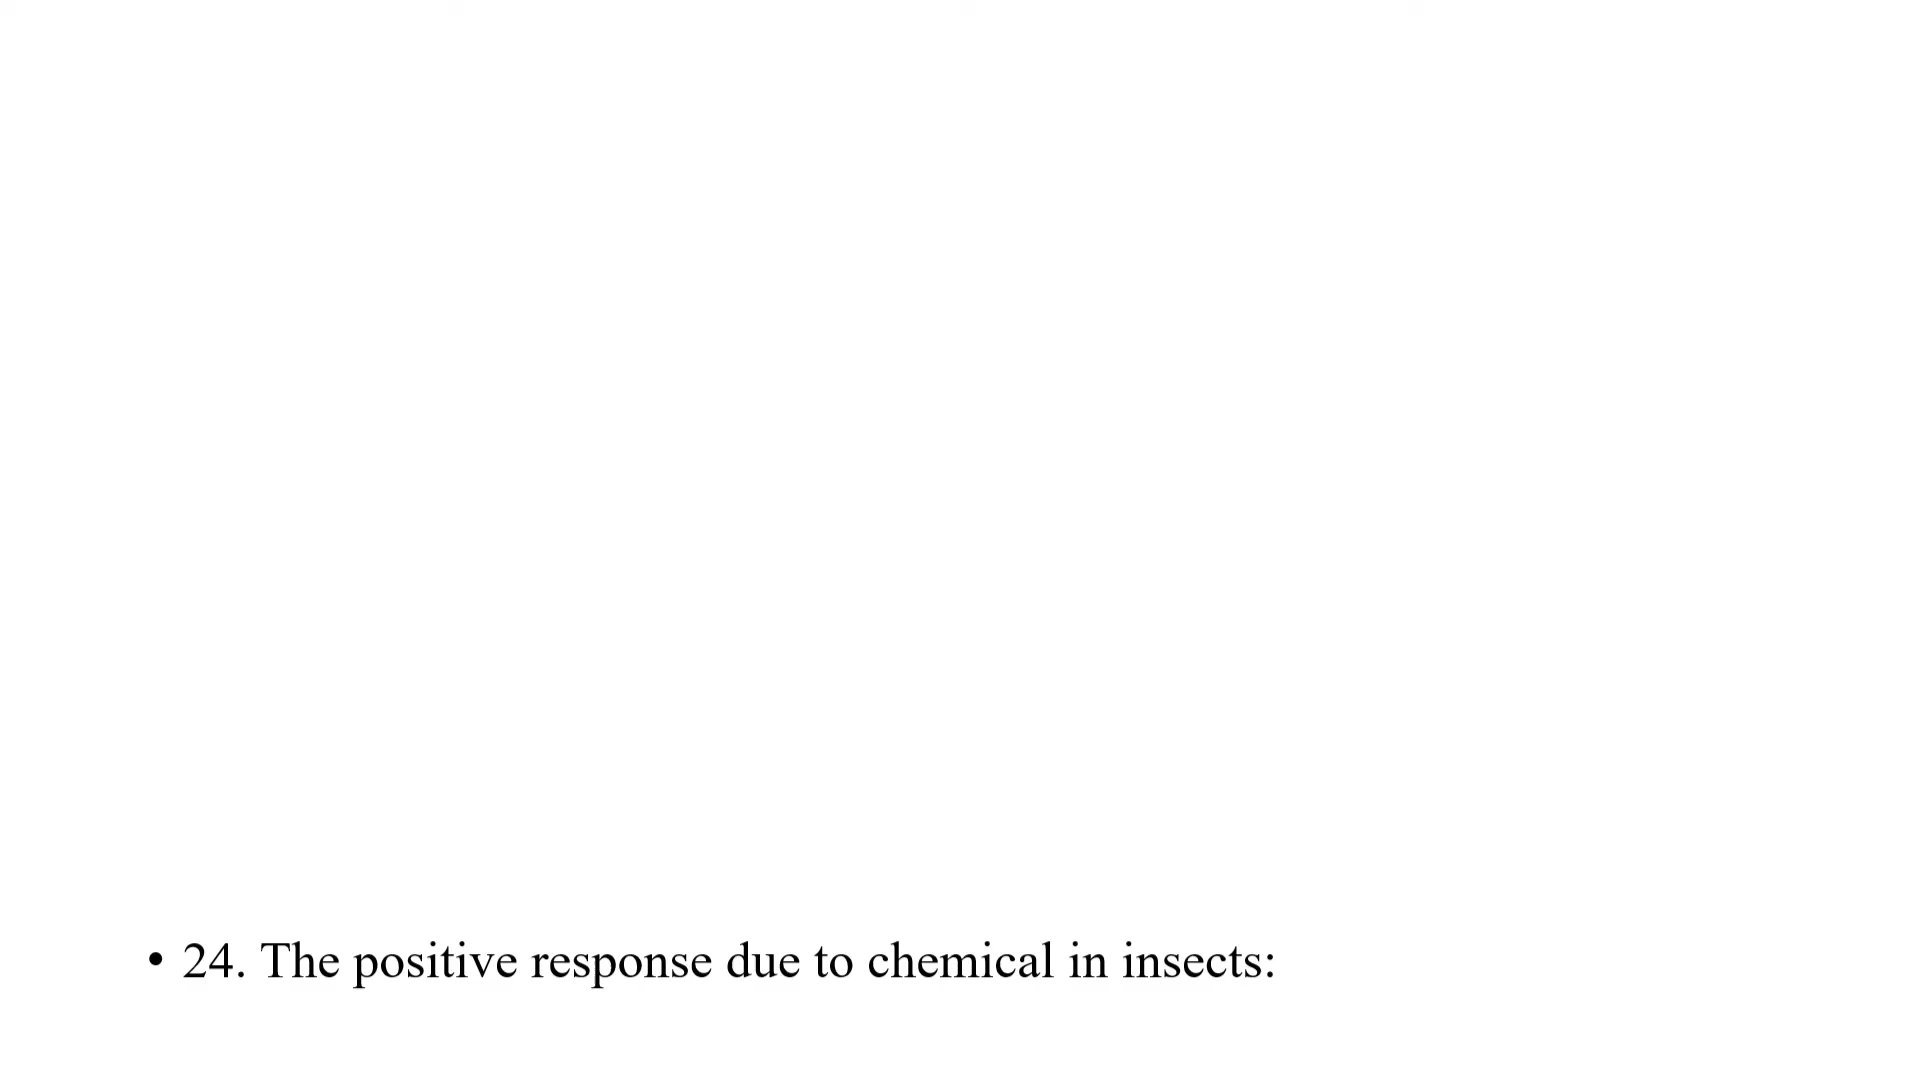 • 24. The positive response due to chemical in insects: